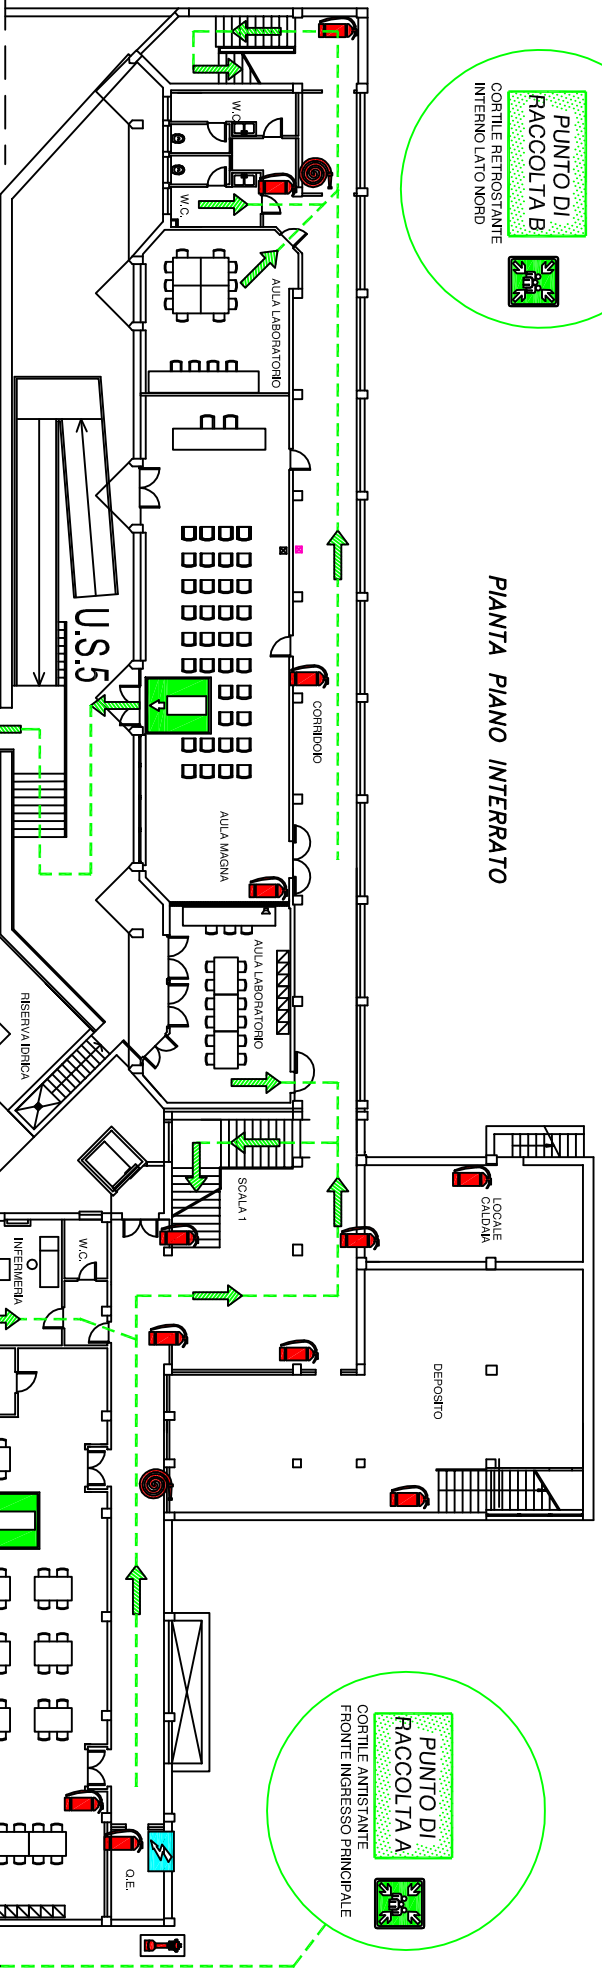 PUNTO DI
RACCOLTA B
CORTILE RETROSTANTE
INTERNO LATO NORD
PIANTA PIANO INTERRATO
W.C.
W.C.
AULA LABORATORIO
U.S.5
CORRIDOIO
AULA MAGNA
AULA LABORATORIO
RISERVA IDRICA
SCALA 1
LOCALE
CALDAIA
W.C.
INFERMERIA
DEPOSITO
PUNTO DI
RACCOLTA A
CORTILE ANTISTANTE
FRONTE INGRESSO PRINCIPALE
Q.E.